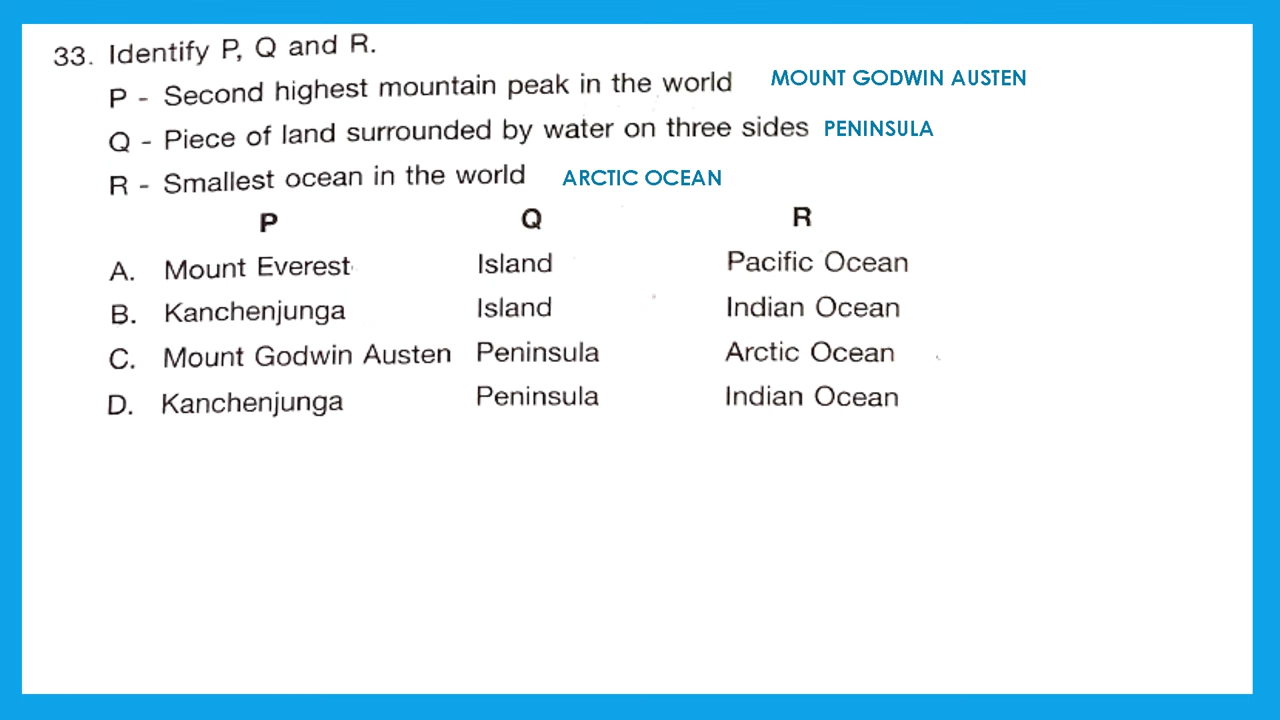 33. Identify P, Q and R.
P - Second highest mountain peak in the world MOUNT GODWIN AUSTEN
Q - Piece of land surrounded by water on three sides PENINSULA
R - Smallest ocean in the world ARCTIC OCEAN
P Q R
A. Mount Everest Island Pacific Ocean
B. Kanchenjunga Island Indian Ocean
C. Mount Godwin Austen Peninsula Arctic Ocean
D. Kanchenjunga Peninsula Indian Ocean